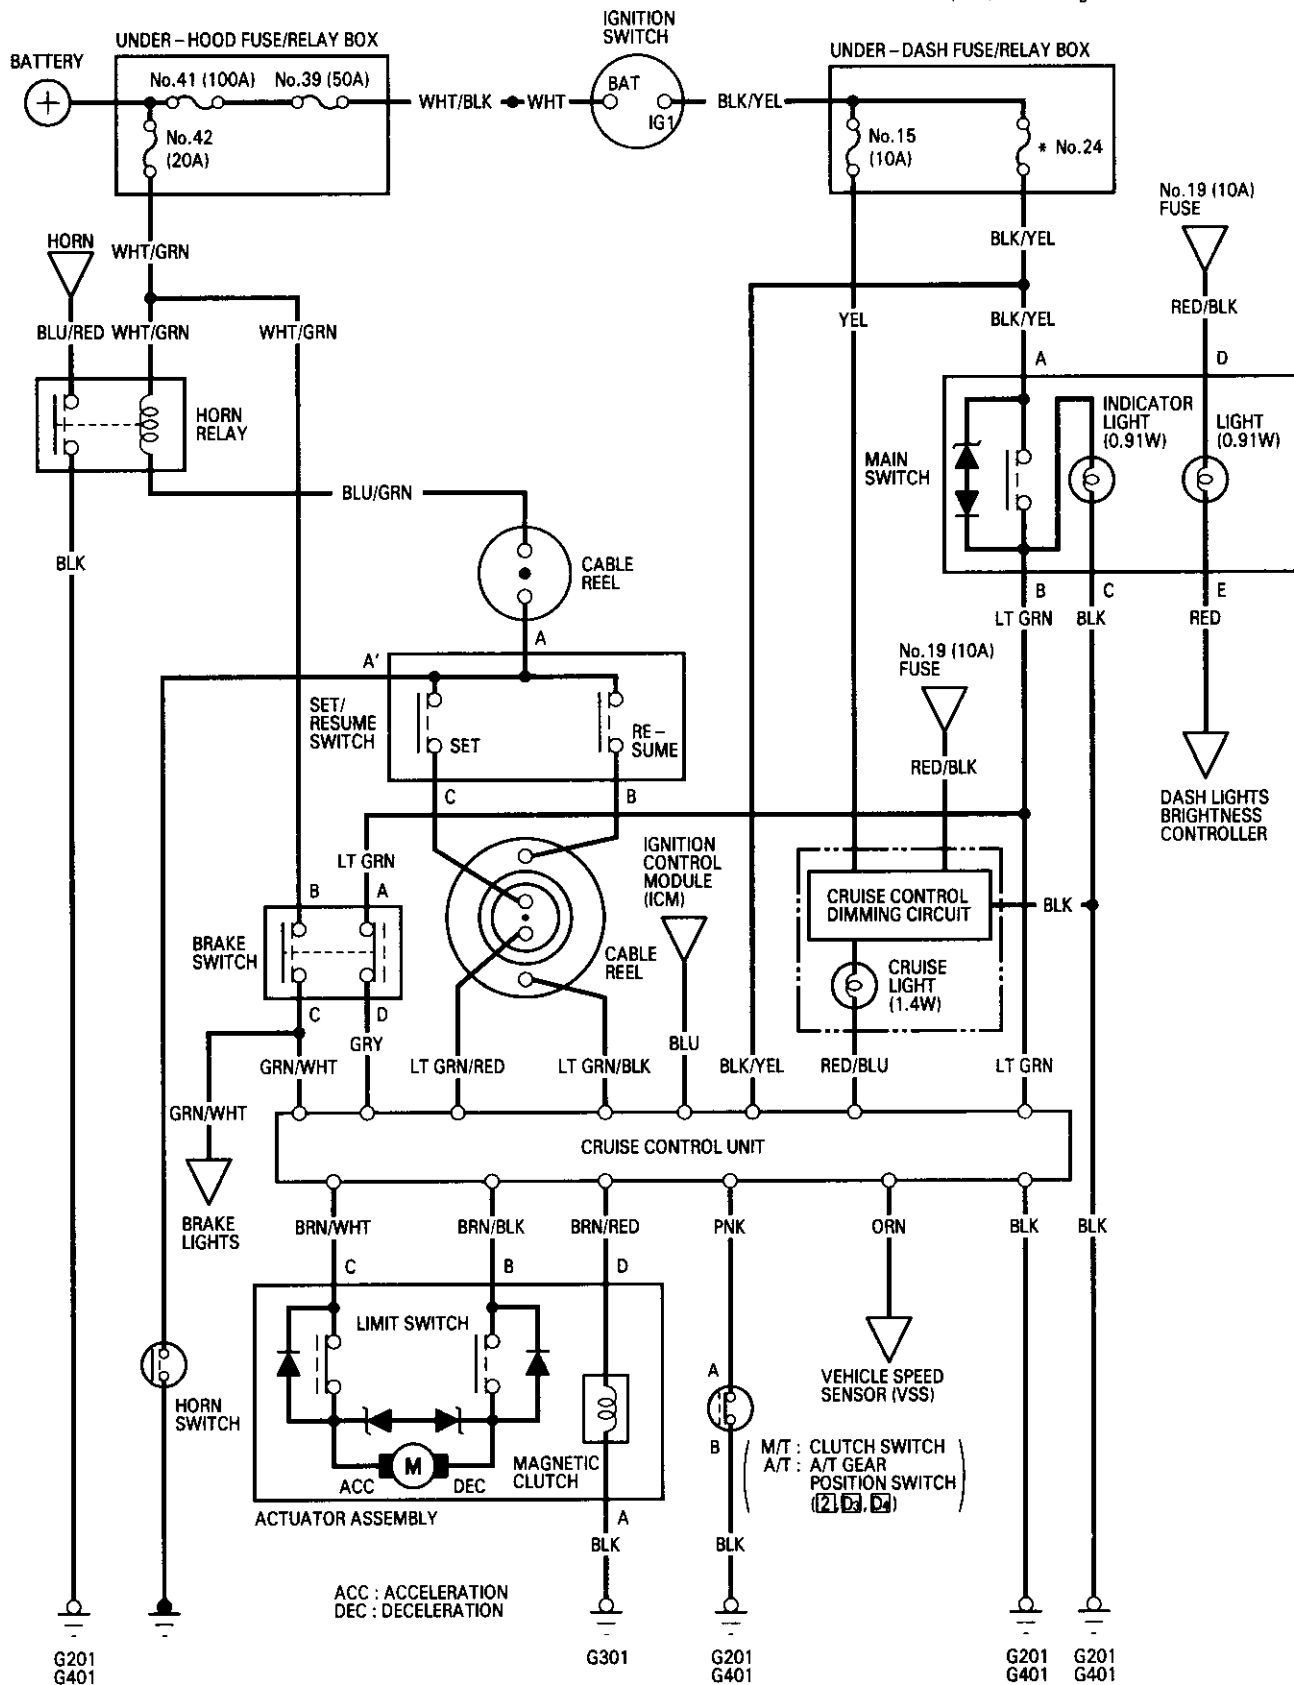 IGNITION
SWITCH
UNDER-HOOD FUSE/RELAY BOX
UNDER-DASH FUSE/RELAY BOX
BATTERY
No.41 (100A) No.39 (50A)
BAT
WHT/BLK WHT
BLK/YEL
IG1
No.42
(20A)
No.15
(10A)
* No.24
No.19 (10A)
FUSE
HORN
WHT/GRN
BLK/YEL
RED/BLK
BLU/RED WHT/GRN WHT/GRN
YEL
BLK/YEL
A
D
HORN
RELAY
INDICATOR
LIGHT
(0.91W)
LIGHT
(0.91W)
MAIN
SWITCH
BLU/GRN
BLK
CABLE
REEL
B
C
E
LT GRN
BLK
RED
A
A'
No.19 (10A)
FUSE
SET/
RESUME
SWITCH
SET
RE-
SUME
RED/BLK
C
B
DASH LIGHTS
BRIGHTNESS
CONTROLLER
LT GRN
IGNITION
CONTROL
MODULE
(ICM)
B
A
CRUISE CONTROL
DIMMING CIRCUIT
BLK
BRAKE
SWITCH
CABLE
REEL
CRUISE
LIGHT
(1.4W)
C
D
GRY
BLU
GRN/WHT
LT GRN/RED
LT GRN/BLK
BLK/YEL
RED/BLU
LT GRN
GRN/WHT
CRUISE CONTROL UNIT
BRAKE
LIGHTS
BRN/WHT
BRN/BLK
BRN/RED
PNK
ORN
BLK
BLK
C
B
D
LIMIT SWITCH
HORN
SWITCH
A
VEHICLE SPEED
SENSOR (VSS)
B
M
ACC
DEC
MAGNETIC
CLUTCH
(M/T : CLUTCH SWITCH
A/T : A/T GEAR
POSITION SWITCH
(2, D3, D4))
ACTUATOR ASSEMBLY
A
BLK
BLK
ACC : ACCELERATION
DEC : DECELERATION
G201
G401
G301
G201
G401
G201
G401
G201
G401